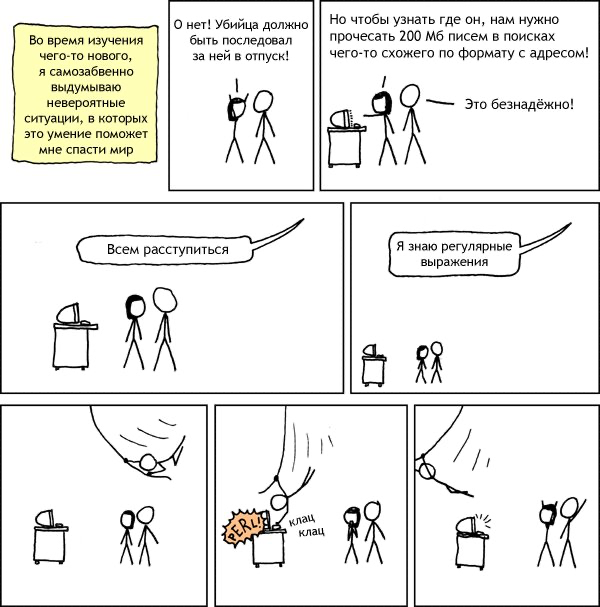 Во время изучения
чего-то нового,
я самозабвенно
выдумываю
невероятные
ситуации, в которых
это умение поможет
мне спасти мир
О нет! Убийца должно
быть последовал
за ней в отпуск!
Но чтобы узнать где он, нам нужно
прочесать 200 Мб писем в поисках
чего-то схожего по формату с адресом!
Это безнадёжно!
Всем расступиться
Я знаю регулярные
выражения
PERL!
клац
клац